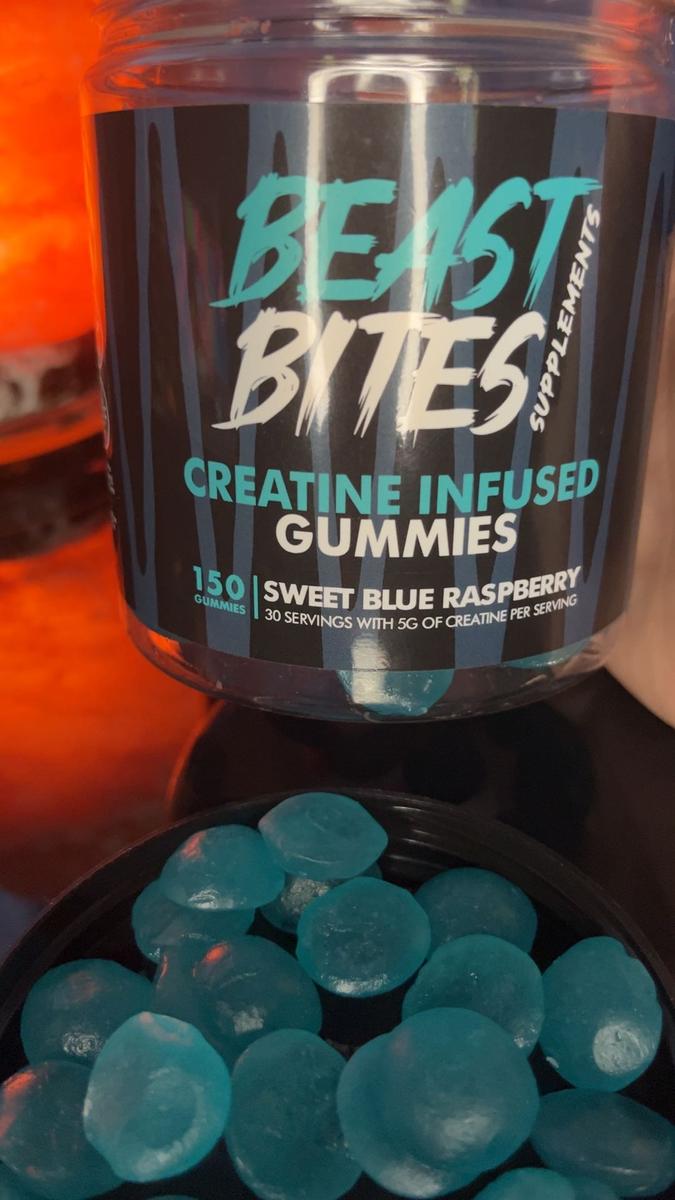 BEAST
BITES
SUPPLEMENTS
CREATINE INFUSED
GUMMIES
150
GUMMIES
SWEET BLUE RASPBERRY
30 SERVINGS WITH 5G OF CREATINE PER SERVING